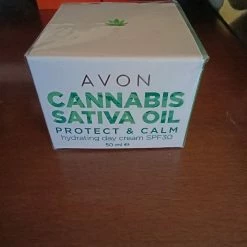 AVON
CANNABIS
SATIVA OIL
PROTECT & CALM
hydrating day cream SPF30
50 ml ℮